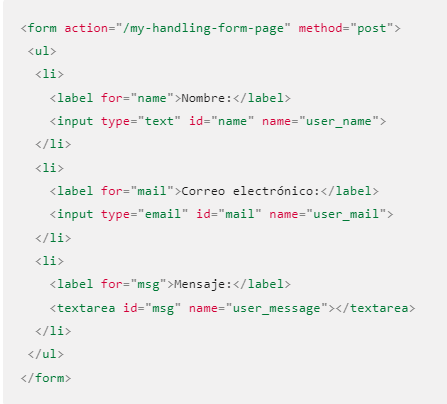 <form action="/my-handling-form-page" method="post">
 <ul>
  <li>
    <label for="name">Nombre:</label>
    <input type="text" id="name" name="user_name">
  </li>
  <li>
    <label for="mail">Correo electrónico:</label>
    <input type="email" id="mail" name="user_mail">
  </li>
  <li>
    <label for="msg">Mensaje:</label>
    <textarea id="msg" name="user_message"></textarea>
  </li>
 </ul>
</form>